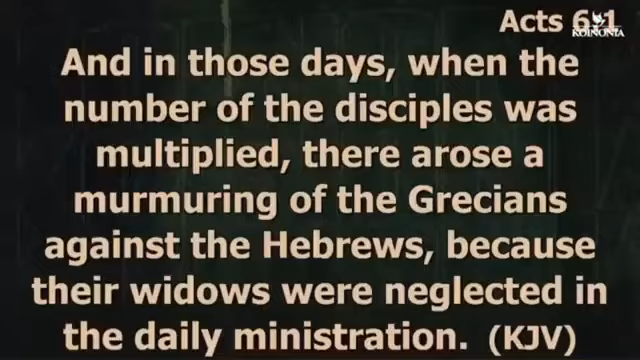 Acts 6:1
KOINONIA
And in those days, when the
number of the disciples was
multiplied, there arose a
murmuring of the Grecians
against the Hebrews, because
their widows were neglected in
the daily ministration. (KJV)